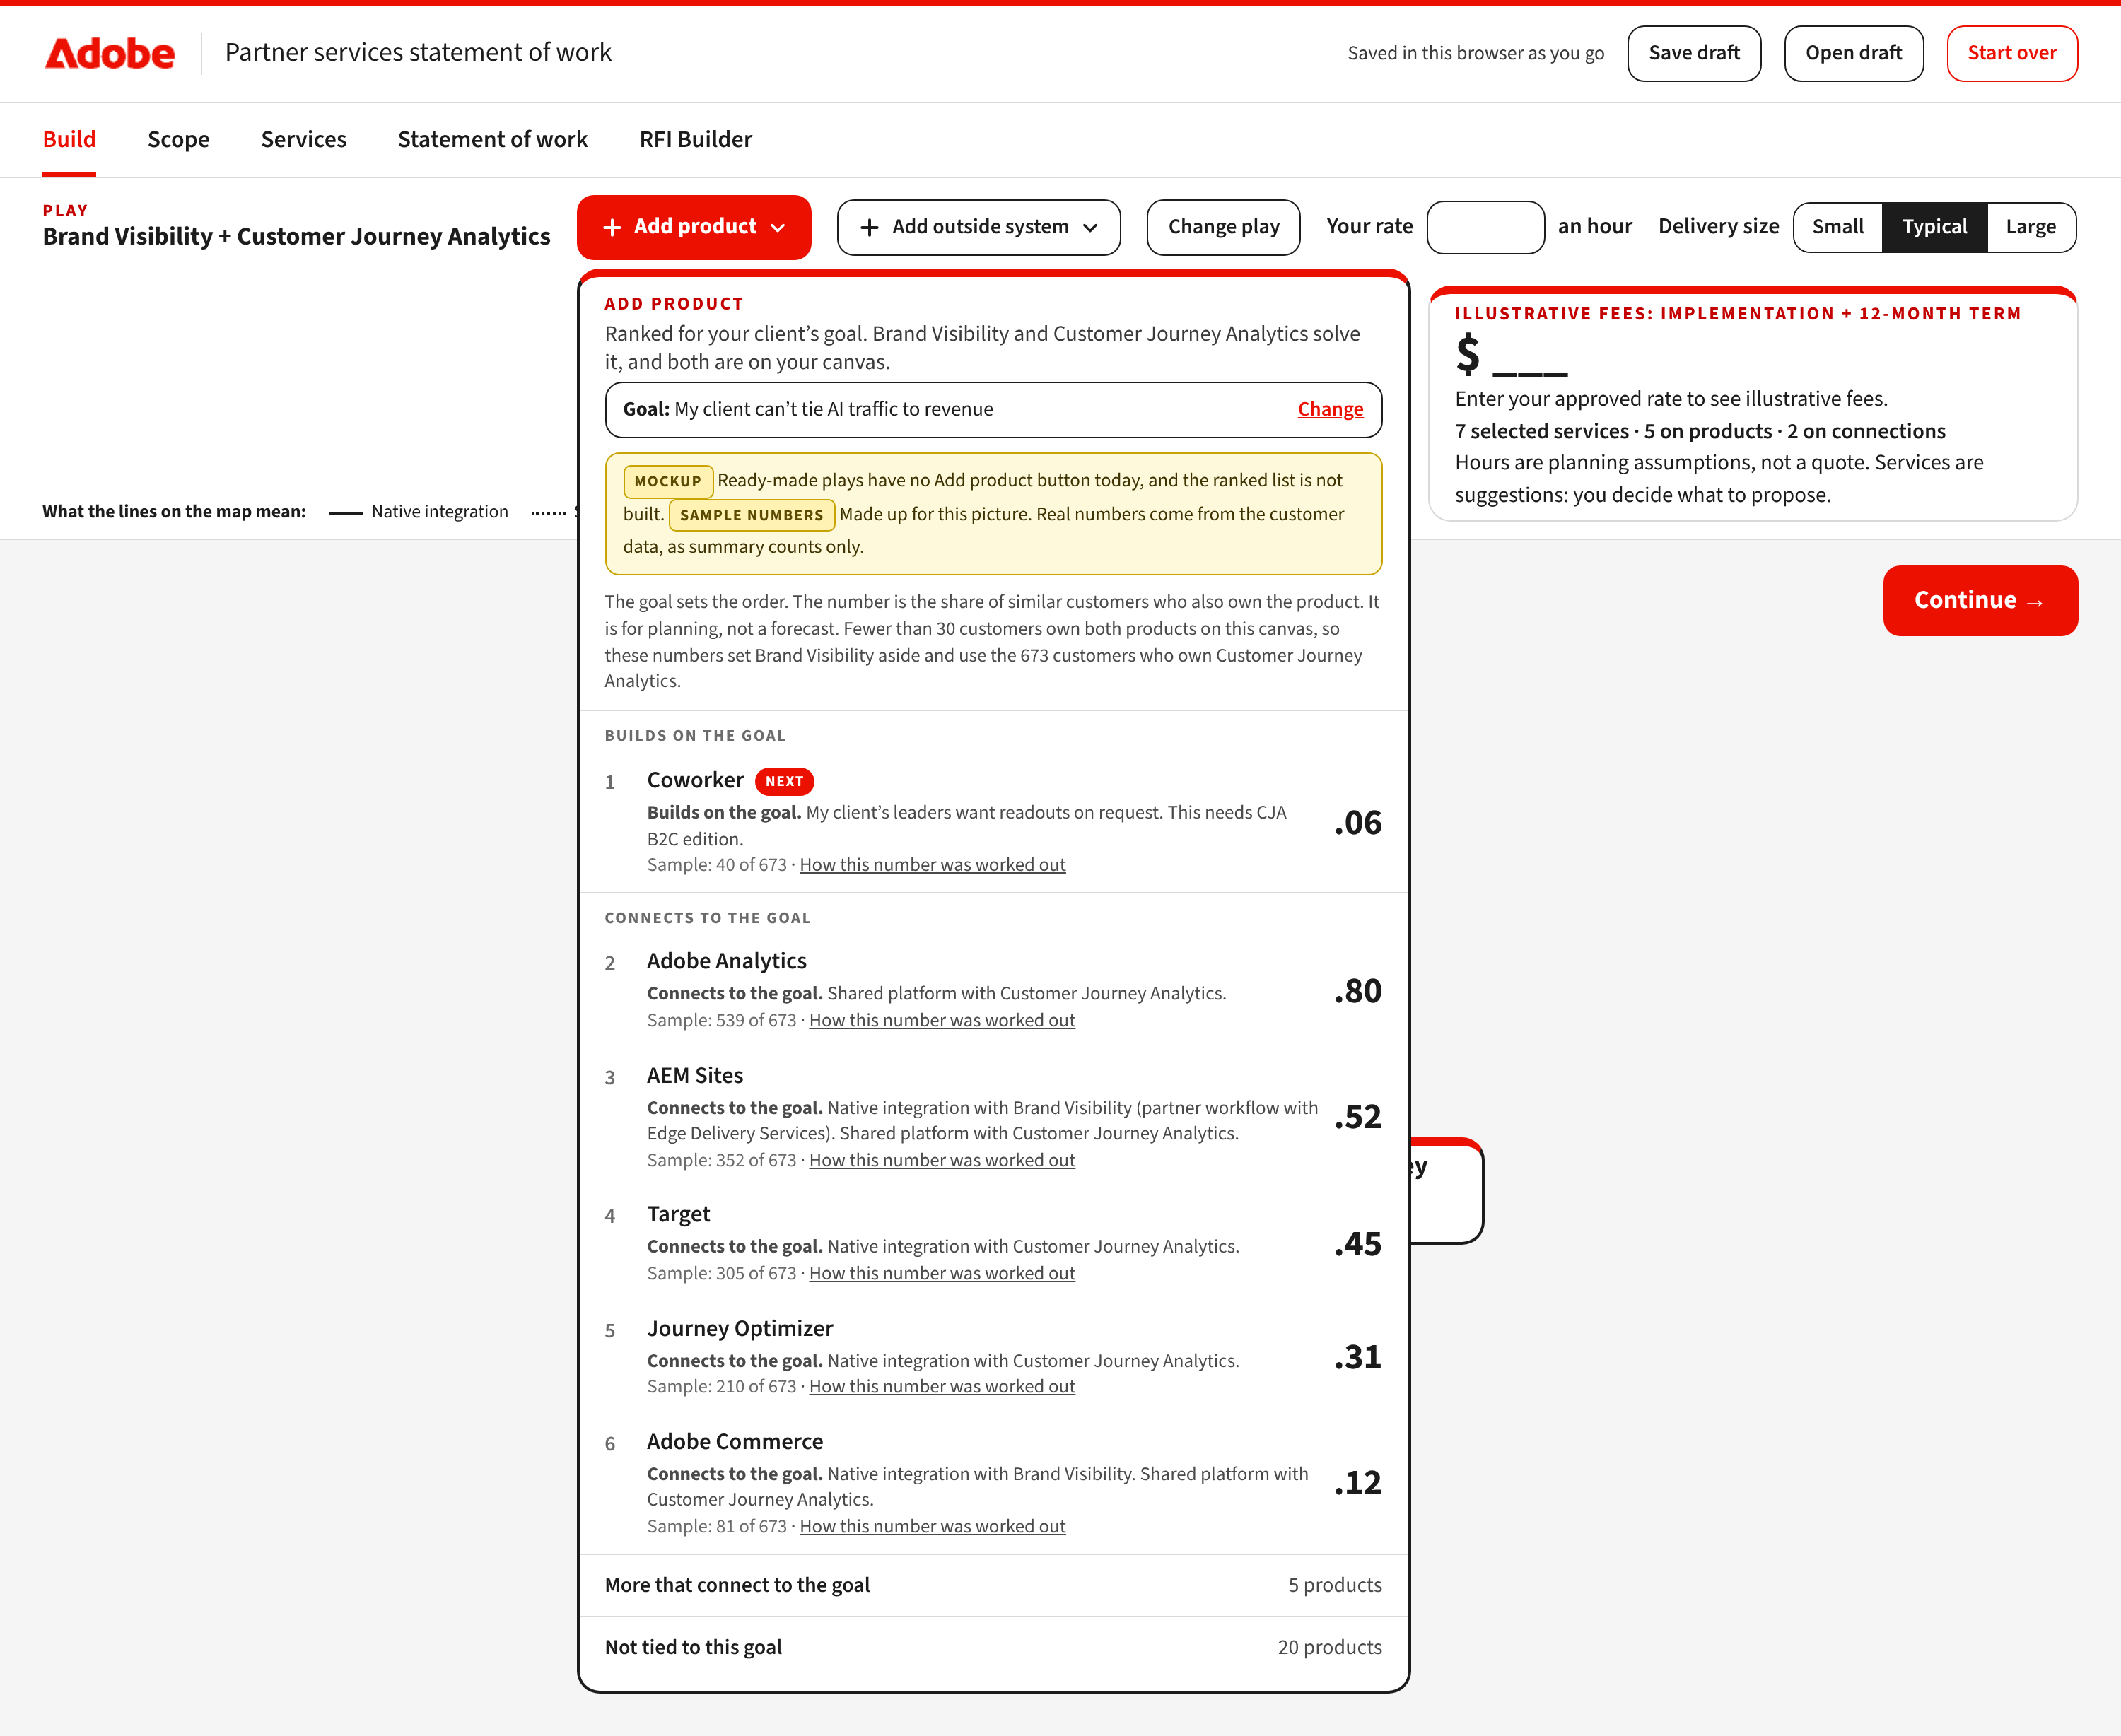 Adobe
Partner services statement of work
Saved in this browser as you go
Save draft
Open draft
Start over
Build
Scope
Services
Statement of work
RFI Builder
PLAY
Brand Visibility + Customer Journey Analytics
+ Add product
+ Add outside system
Change play
Your rate
an hour
Delivery size
Small
Typical
Large
ADD PRODUCT
Ranked for your client’s goal. Brand Visibility and Customer Journey Analytics solve
it, and both are on your canvas.
Goal: My client can’t tie AI traffic to revenue
Change
MOCKUP Ready-made plays have no Add product button today, and the ranked list is not
built. SAMPLE NUMBERS Made up for this picture. Real numbers come from the customer
data, as summary counts only.
The goal sets the order. The number is the share of similar customers who also own the product. It
is for planning, not a forecast. Fewer than 30 customers own both products on this canvas, so
these numbers set Brand Visibility aside and use the 673 customers who own Customer Journey
Analytics.
ILLUSTRATIVE FEES: IMPLEMENTATION + 12-MONTH TERM
$ ___
Enter your approved rate to see illustrative fees.
7 selected services · 5 on products · 2 on connections
Hours are planning assumptions, not a quote. Services are
suggestions: you decide what to propose.
What the lines on the map mean:
Native integration
Continue →
BUILDS ON THE GOAL
1 Coworker NEXT
Builds on the goal. My client’s leaders want readouts on request. This needs CJA
B2C edition.
Sample: 40 of 673 · How this number was worked out
.06
CONNECTS TO THE GOAL
2 Adobe Analytics
Connects to the goal. Shared platform with Customer Journey Analytics.
Sample: 539 of 673 · How this number was worked out
.80
3 AEM Sites
Connects to the goal. Native integration with Brand Visibility (partner workflow with
Edge Delivery Services). Shared platform with Customer Journey Analytics.
Sample: 352 of 673 · How this number was worked out
.52
4 Target
Connects to the goal. Native integration with Customer Journey Analytics.
Sample: 305 of 673 · How this number was worked out
.45
5 Journey Optimizer
Connects to the goal. Native integration with Customer Journey Analytics.
Sample: 210 of 673 · How this number was worked out
.31
6 Adobe Commerce
Connects to the goal. Native integration with Brand Visibility. Shared platform with
Customer Journey Analytics.
Sample: 81 of 673 · How this number was worked out
.12
More that connect to the goal
5 products
Not tied to this goal
20 products